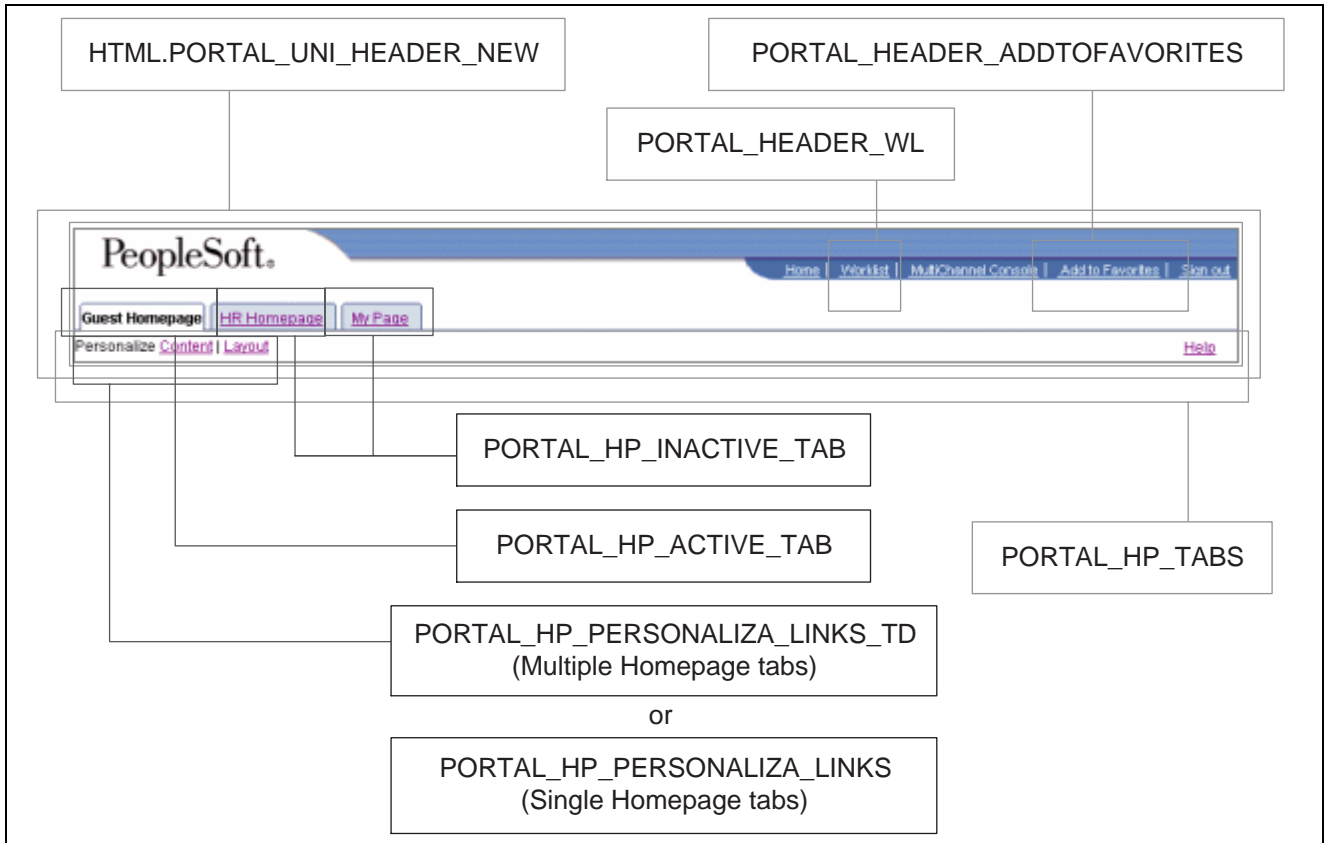 HTML.PORTAL_UNI_HEADER_NEW
PORTAL_HEADER_ADDTOFAVORITES
PORTAL_HEADER_WL
PeopleSoft®
Home | Worklist | MultiChannel Console | Add to Favorites | Sign out
Guest Homepage HR Homepage My Page
Personalize Content | Layout Help
PORTAL_HP_INACTIVE_TAB
PORTAL_HP_ACTIVE_TAB
PORTAL_HP_TABS
PORTAL_HP_PERSONALIZA_LINKS_TD
(Multiple Homepage tabs)
or
PORTAL_HP_PERSONALIZA_LINKS
(Single Homepage tabs)